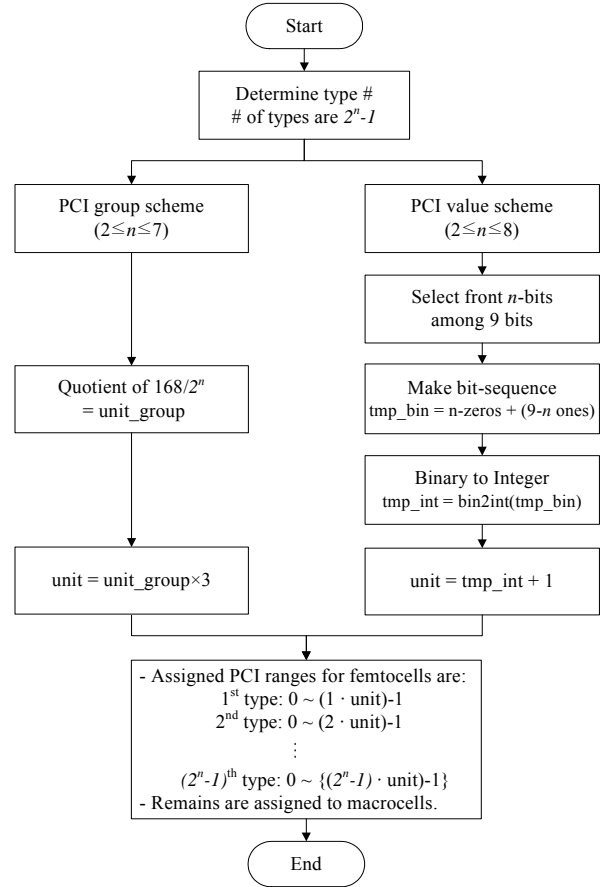 Start
Determine type #
# of types are 2ⁿ-1
PCI group scheme
(2≤n≤7)
PCI value scheme
(2≤n≤8)
Select front n-bits
among 9 bits
Quotient of 168/2ⁿ
= unit_group
Make bit-sequence
tmp_bin = n-zeros + (9-n ones)
Binary to Integer
tmp_int = bin2int(tmp_bin)
unit = unit_group×3
unit = tmp_int + 1
- Assigned PCI ranges for femtocells are:
1ˢᵗ type: 0 ~ (1 · unit)-1
2ⁿᵈ type: 0 ~ (2 · unit)-1
⋮
(2ⁿ-1)ᵗʰ type: 0 ~ {(2ⁿ-1) · unit)-1}
- Remains are assigned to macrocells.
End